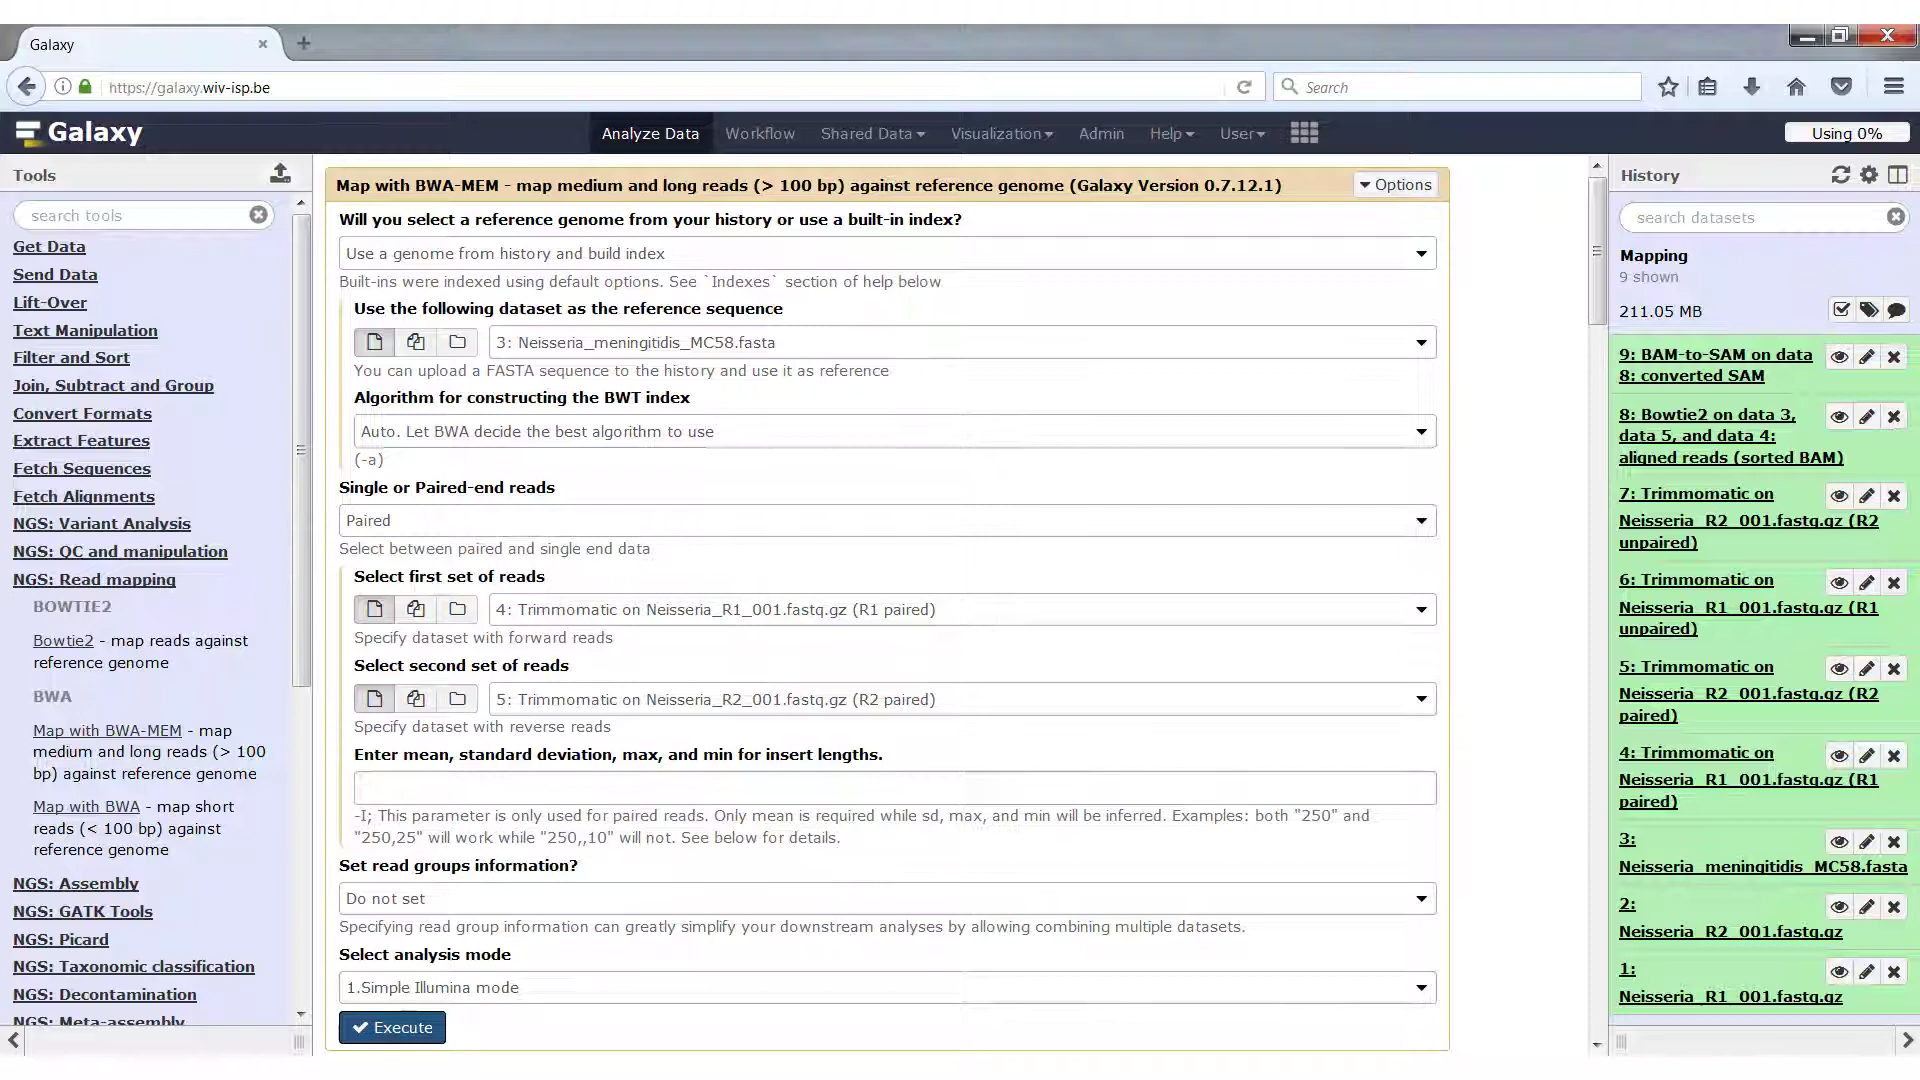 Galaxy
https://galaxy.wiv-isp.be
Search
Galaxy
Analyze Data
Workflow
Shared Data
Visualization
Admin
Help
User
Using 0%
Tools
search tools
Get Data
Send Data
Lift-Over
Text Manipulation
Filter and Sort
Join, Subtract and Group
Convert Formats
Extract Features
Fetch Sequences
Fetch Alignments
NGS: Variant Analysis
NGS: QC and manipulation
NGS: Read mapping
BOWTIE2
Bowtie2 - map reads against
reference genome
BWA
Map with BWA-MEM - map
medium and long reads (> 100
bp) against reference genome
Map with BWA - map short
reads (< 100 bp) against
reference genome
NGS: Assembly
NGS: GATK Tools
NGS: Picard
NGS: Taxonomic classification
NGS: Decontamination
NGS: Meta-assembly
Map with BWA-MEM - map medium and long reads (> 100 bp) against reference genome (Galaxy Version 0.7.12.1)
Options
Will you select a reference genome from your history or use a built-in index?
Use a genome from history and build index
Built-ins were indexed using default options. See `Indexes` section of help below
Use the following dataset as the reference sequence
3: Neisseria_meningitidis_MC58.fasta
You can upload a FASTA sequence to the history and use it as reference
Algorithm for constructing the BWT index
Auto. Let BWA decide the best algorithm to use
(-a)
Single or Paired-end reads
Paired
Select between paired and single end data
Select first set of reads
4: Trimmomatic on Neisseria_R1_001.fastq.gz (R1 paired)
Specify dataset with forward reads
Select second set of reads
5: Trimmomatic on Neisseria_R2_001.fastq.gz (R2 paired)
Specify dataset with reverse reads
Enter mean, standard deviation, max, and min for insert lengths.
-I; This parameter is only used for paired reads. Only mean is required while sd, max, and min will be inferred. Examples: both "250" and
"250,25" will work while "250,,10" will not. See below for details.
Set read groups information?
Do not set
Specifying read group information can greatly simplify your downstream analyses by allowing combining multiple datasets.
Select analysis mode
1.Simple Illumina mode
Execute
History
search datasets
Mapping
9 shown
211.05 MB
9: BAM-to-SAM on data
8: converted SAM
8: Bowtie2 on data 3,
data 5, and data 4:
aligned reads (sorted BAM)
7: Trimmomatic on
Neisseria_R2_001.fastq.gz (R2
unpaired)
6: Trimmomatic on
Neisseria_R1_001.fastq.gz (R1
unpaired)
5: Trimmomatic on
Neisseria_R2_001.fastq.gz (R2
paired)
4: Trimmomatic on
Neisseria_R1_001.fastq.gz (R1
paired)
3:
Neisseria_meningitidis_MC58.fasta
2:
Neisseria_R2_001.fastq.gz
1:
Neisseria_R1_001.fastq.gz